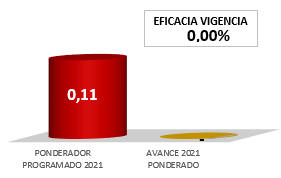 EFICACIA VIGENCIA
0,00%
0,11
PONDERADOR
PROGRAMADO 2021
AVANCE 2021
PONDERADO